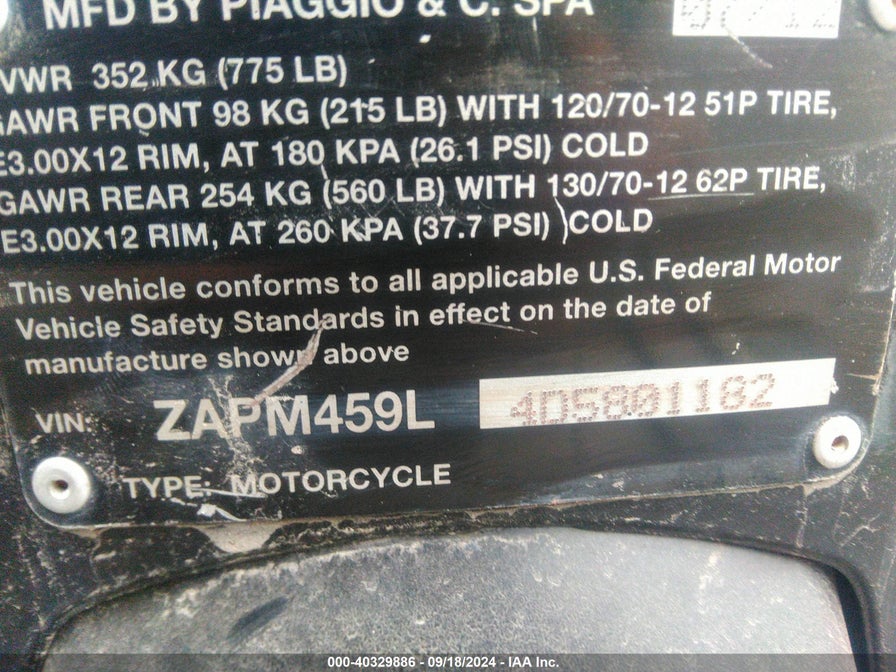 MFD BY PIAGGIO & C. SPA 07/12
VWR 352 KG (775 LB)
GAWR FRONT 98 KG (215 LB) WITH 120/70-12 51P TIRE,
E3.00X12 RIM, AT 180 KPA (26.1 PSI) COLD
GAWR REAR 254 KG (560 LB) WITH 130/70-12 62P TIRE,
E3.00X12 RIM, AT 260 KPA (37.7 PSI) COLD
This vehicle conforms to all applicable U.S. Federal Motor
Vehicle Safety Standards in effect on the date of
manufacture shown above
VIN: ZAPM459L 4D5801182
TYPE: MOTORCYCLE
000-40329886 - 09/18/2024 - IAA Inc.